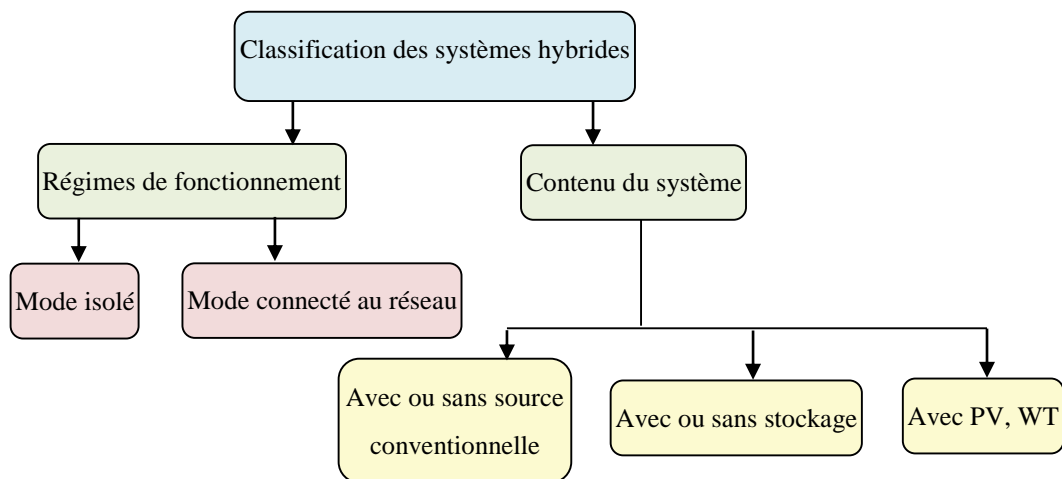 Classification des systèmes hybrides
Régimes de fonctionnement
Contenu du système
Mode isolé
Mode connecté au réseau
Avec ou sans source
conventionnelle
Avec ou sans stockage
Avec PV, WT